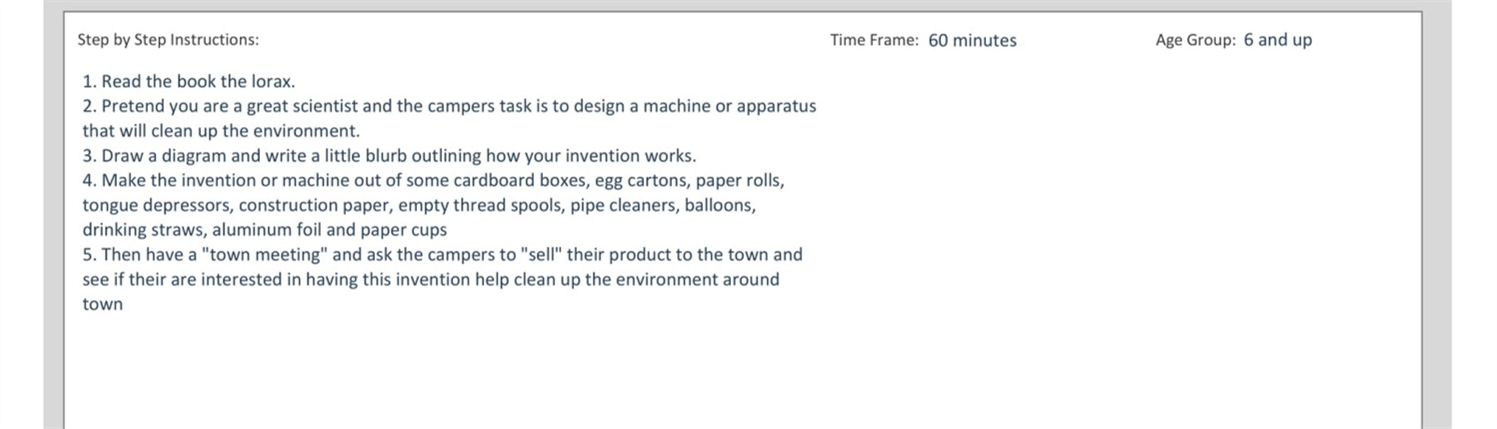 Step by Step Instructions: Time Frame: 60 minutes Age Group: 6 and up
1. Read the book the lorax.
2. Pretend you are a great scientist and the campers task is to design a machine or apparatus
that will clean up the environment.
3. Draw a diagram and write a little blurb outlining how your invention works.
4. Make the invention or machine out of some cardboard boxes, egg cartons, paper rolls,
tongue depressors, construction paper, empty thread spools, pipe cleaners, balloons,
drinking straws, aluminum foil and paper cups
5. Then have a "town meeting" and ask the campers to "sell" their product to the town and
see if their are interested in having this invention help clean up the environment around
town